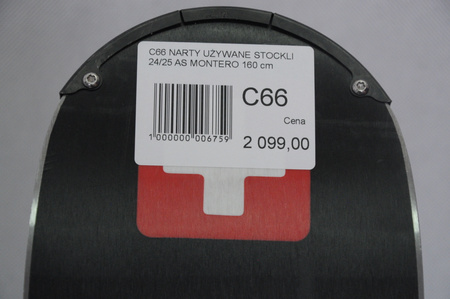 C66 NARTY UŻYWANE STOCKLI
24/25 AS MONTERO 160 cm
C66
Cena
1 000000 006759
2 099,00